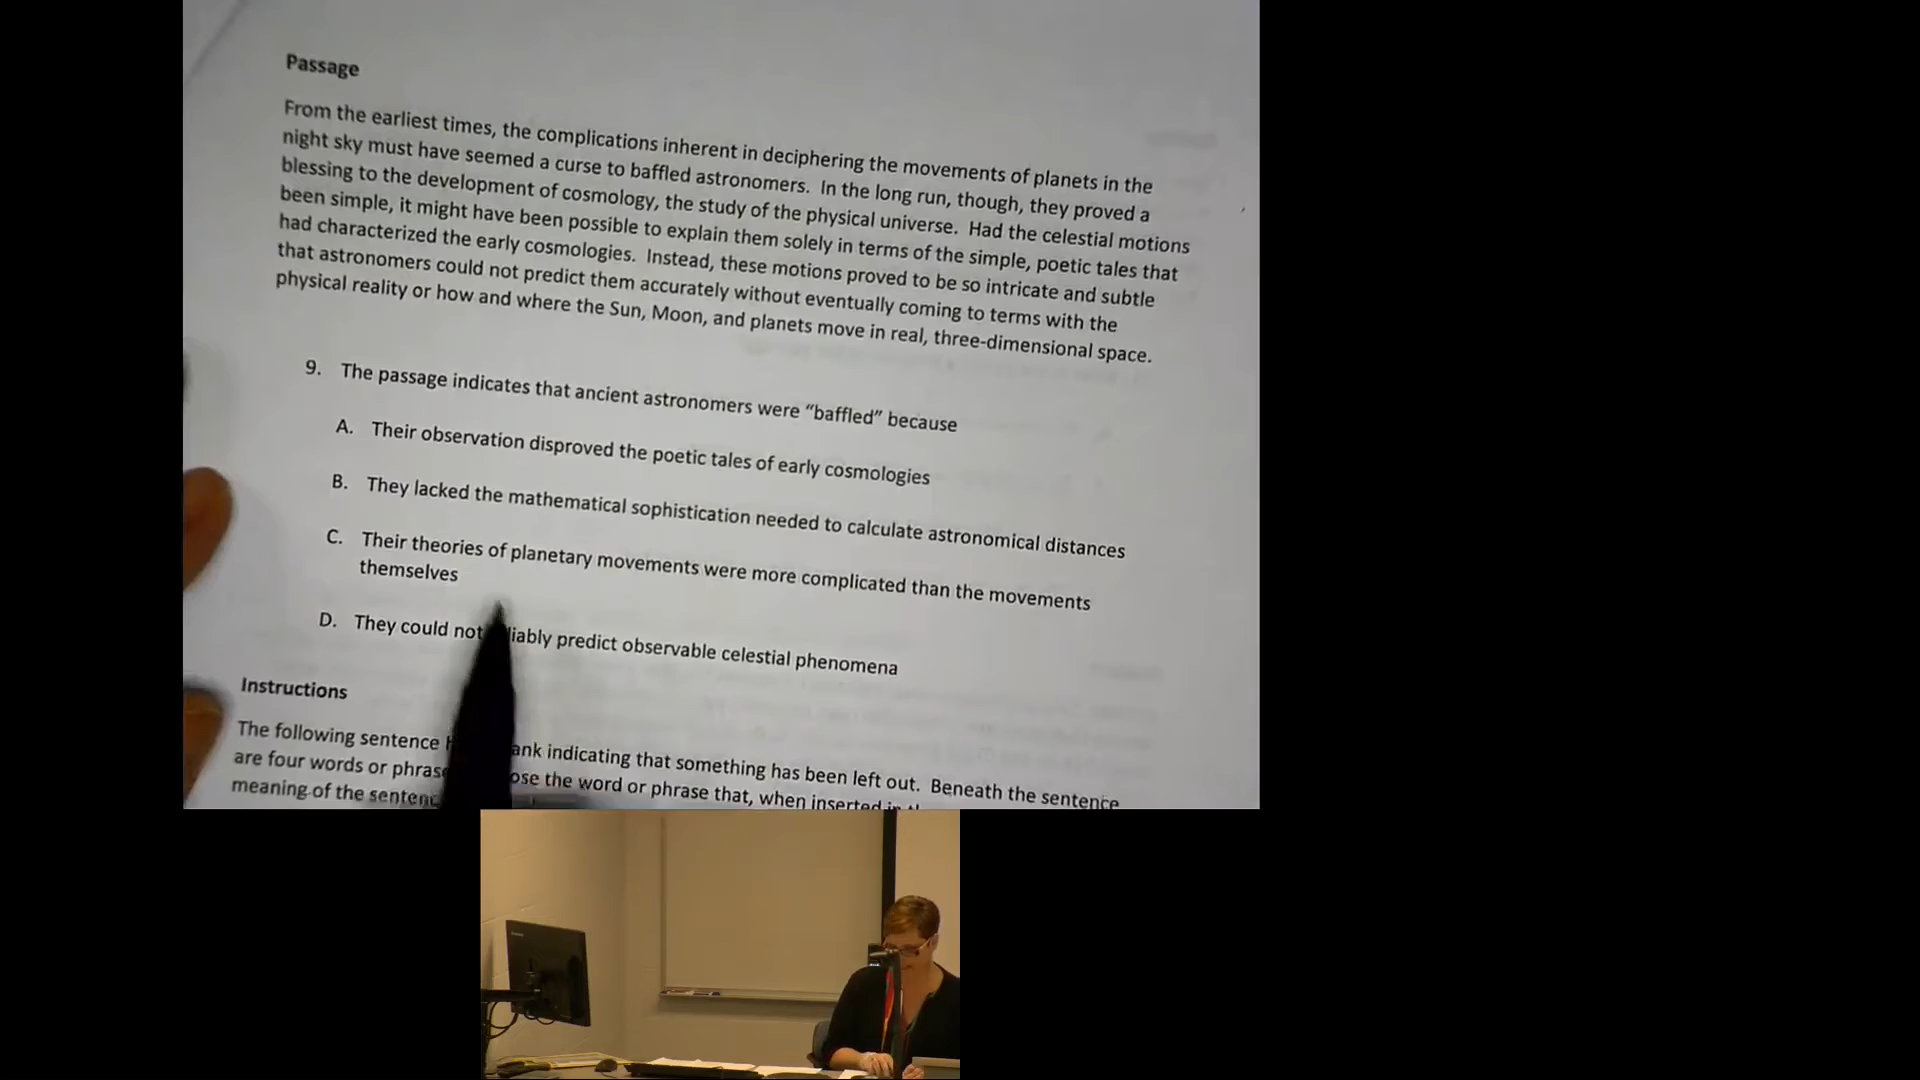 Passage
From the earliest times, the complications inherent in deciphering the movements of planets in the
night sky must have seemed a curse to baffled astronomers.  In the long run, though, they proved a
blessing to the development of cosmology, the study of the physical universe.  Had the celestial motions
been simple, it might have been possible to explain them solely in terms of the simple, poetic tales that
had characterized the early cosmologies.  Instead, these motions proved to be so intricate and subtle
that astronomers could not predict them accurately without eventually coming to terms with the
physical reality or how and where the Sun, Moon, and planets move in real, three-dimensional space.
9. The passage indicates that ancient astronomers were “baffled” because
A. Their observation disproved the poetic tales of early cosmologies
B. They lacked the mathematical sophistication needed to calculate astronomical distances
C. Their theories of planetary movements were more complicated than the movements
themselves
D. They could not predict observable celestial phenomena
Instructions
The following sentence indicating that something has been left out.  Beneath the sentence
are four words or the word or phrase that, when inserted
meaning of the